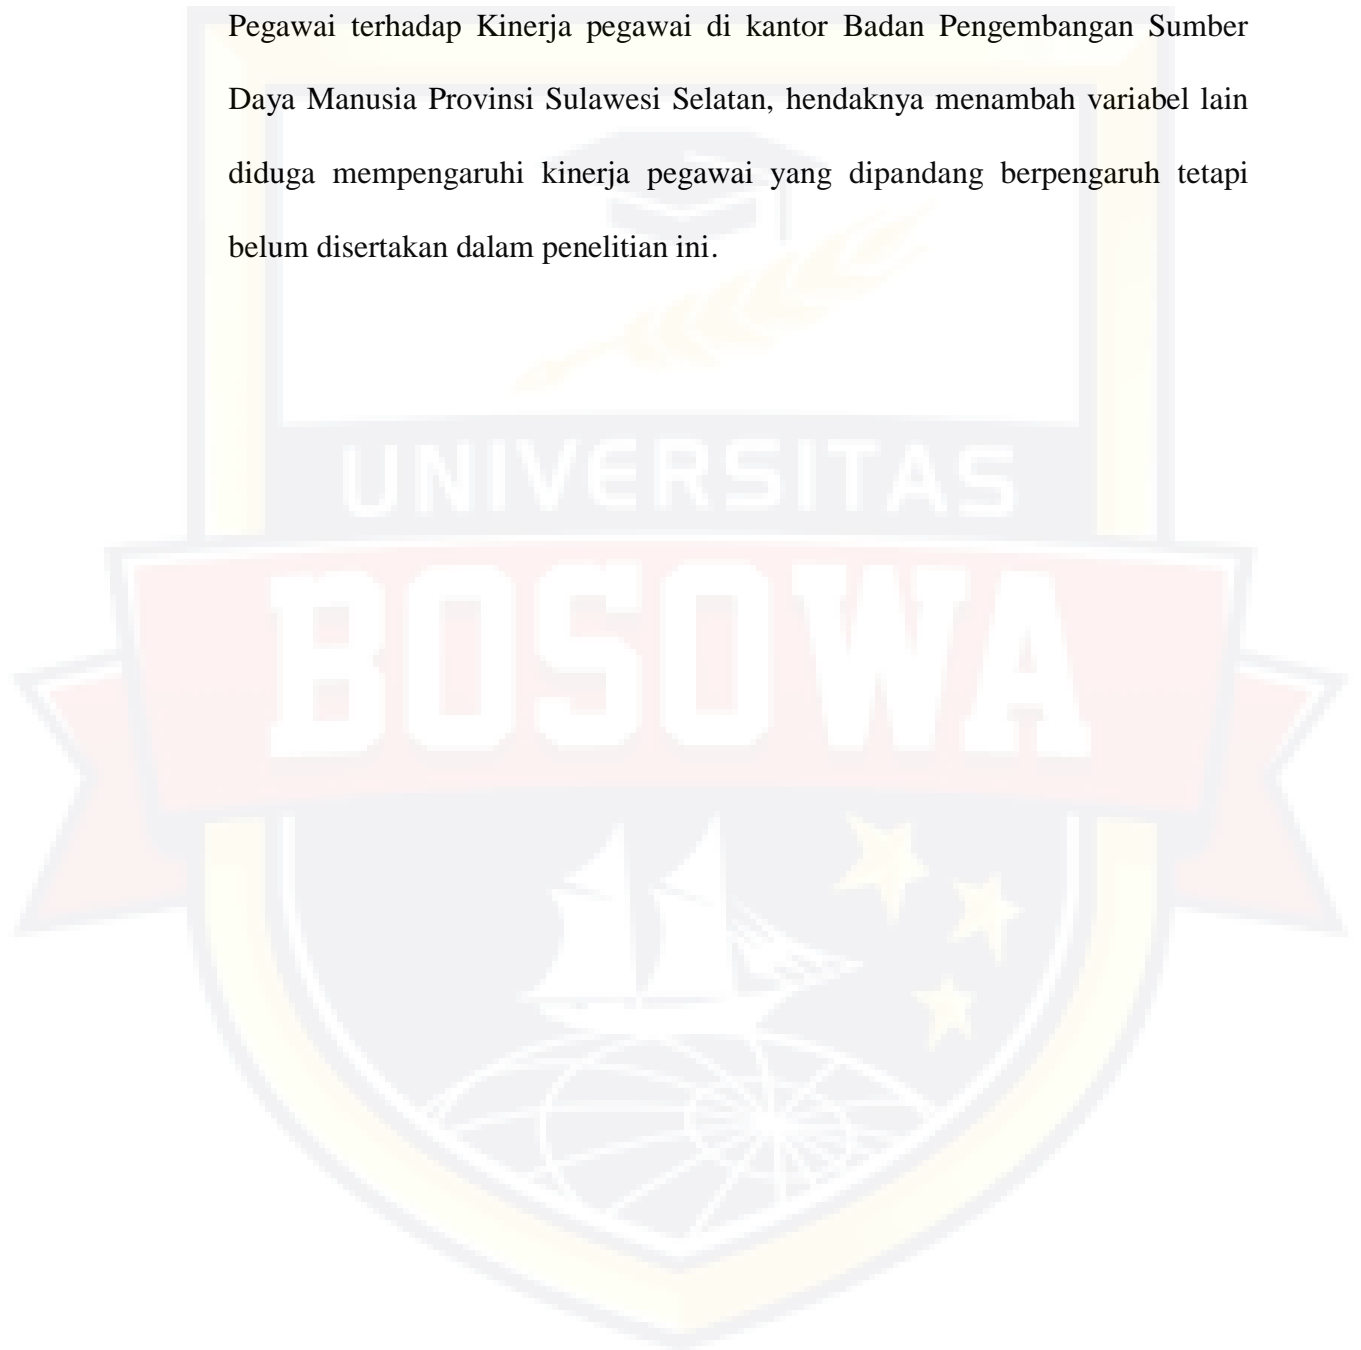 Pegawai terhadap Kinerja pegawai di kantor Badan Pengembangan Sumber
Daya Manusia Provinsi Sulawesi Selatan, hendaknya menambah variabel lain
diduga mempengaruhi kinerja pegawai yang dipandang berpengaruh tetapi
belum disertakan dalam penelitian ini.
UNIVERSITAS
BOSOWA